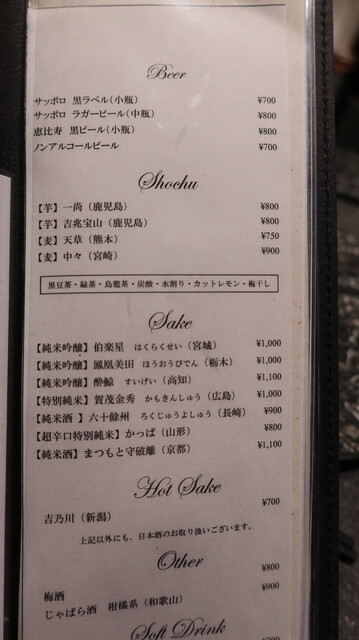 Beer
サッポロ 黒ラベル(小瓶) ¥700
サッポロ ラガービール(中瓶) ¥800
恵比寿 黒ビール(小瓶) ¥800
ノンアルコールビール ¥700
Shochu
【芋】一尚(鹿児島) ¥800
【芋】吉兆宝山(鹿児島) ¥800
【麦】天草(熊本) ¥750
【麦】中々(宮崎) ¥900
黒豆茶・緑茶・烏龍茶・炭酸・水割り・カットレモン・梅干し
Sake
【純米吟醸】伯楽星 はくらくせい(宮城) ¥1,000
【純米吟醸】鳳凰美田 ほうおうびでん(栃木) ¥1,000
【純米吟醸】酔鯨 すいげい(高知) ¥1,100
【特別純米】賀茂金秀 かもきんしゅう(広島) ¥1,000
【純米酒 】六十餘州 ろくじゅうよしゅう(長崎) ¥900
【超辛口特別純米】かっぱ(山形) ¥800
【純米酒】まつもと守破離(京都) ¥1,100
Hot Sake
吉乃川(新潟) ¥700
上記以外にも、日本酒のお取り扱いございます。
Other
梅酒 ¥800
じゃばら酒 柑橘系(和歌山) ¥900
Soft Drink